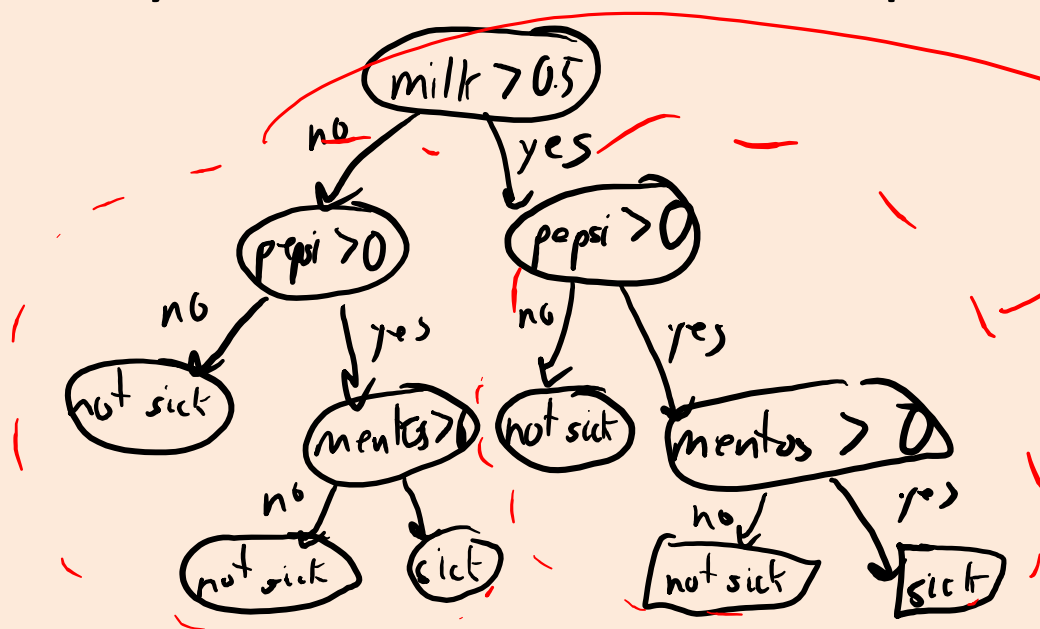 milk > 0.5
no
yes
pepsi > 0
pepsi > 0
no
yes
no
yes
not sick
mentos > 0
not sick
mentos > 0
no
no
yes
not sick
sick
not sick
sick